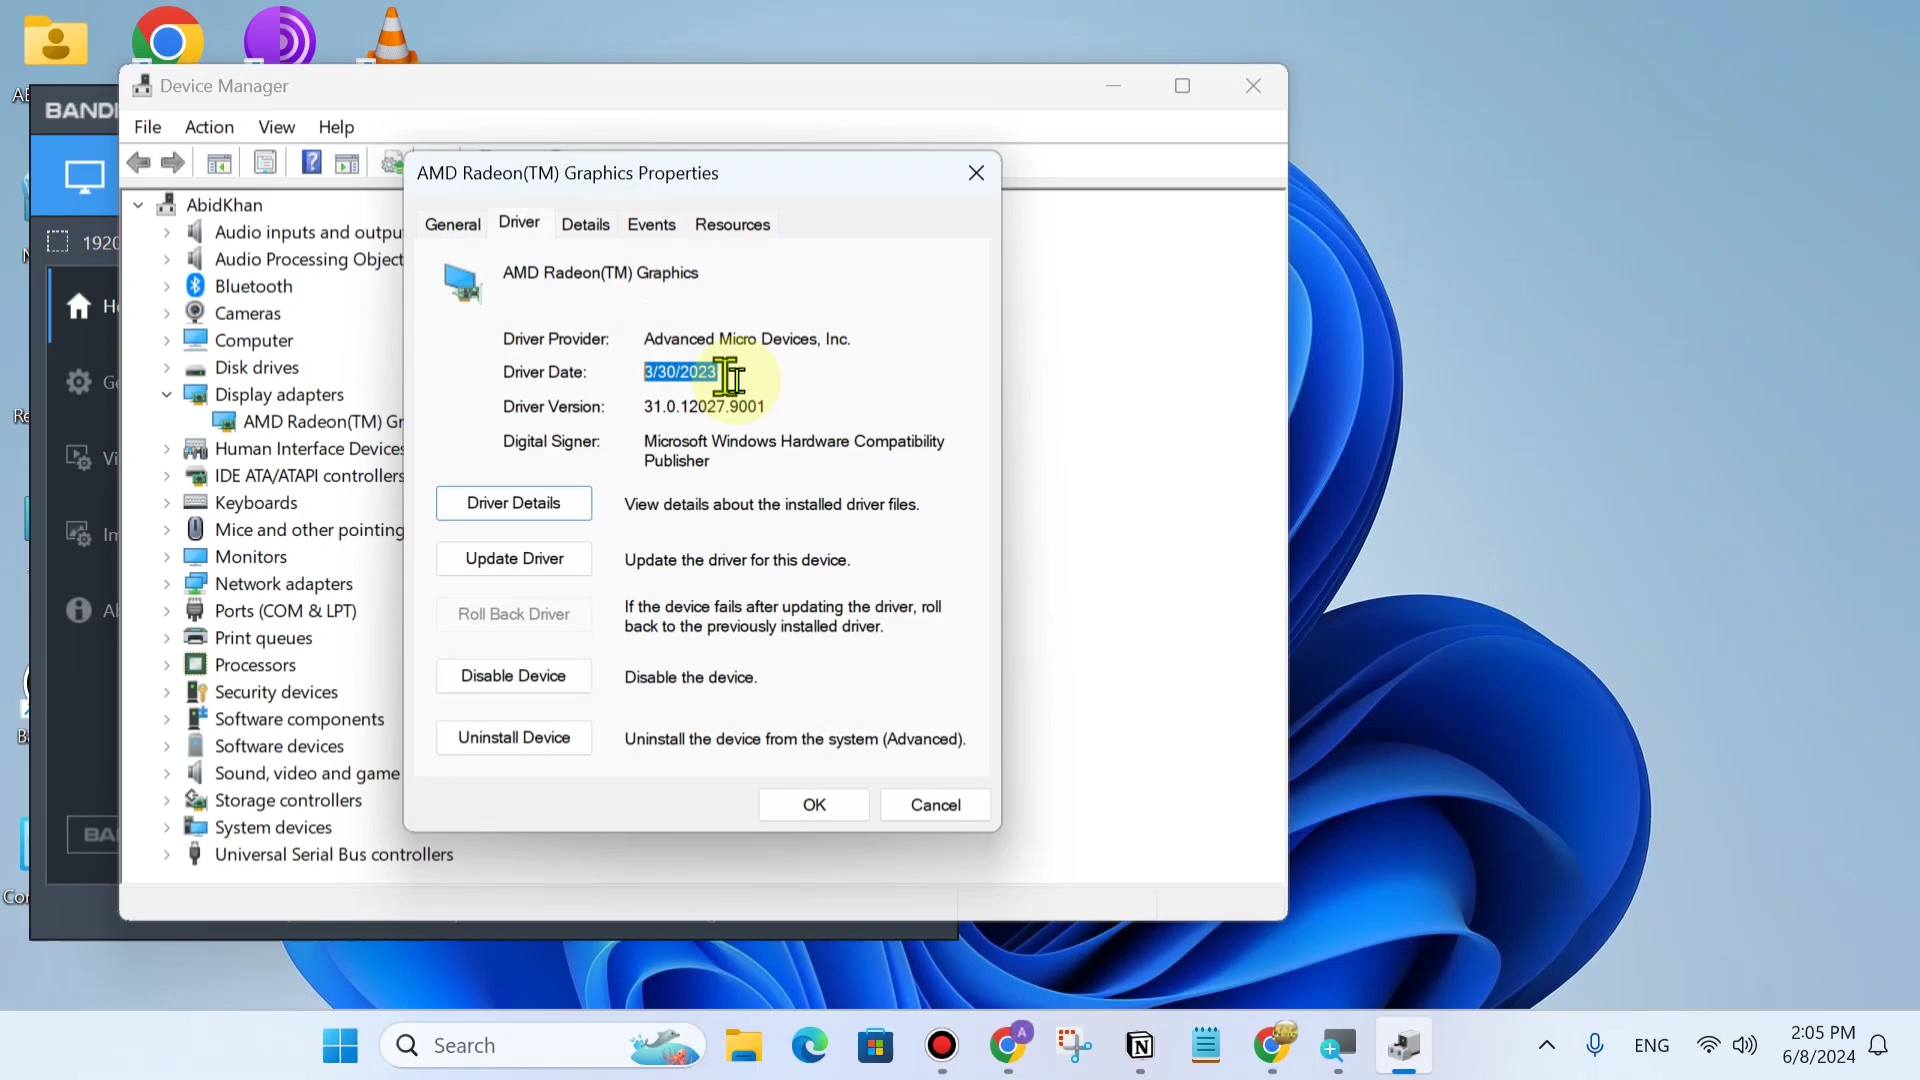 Device Manager
BANDI
File Action View Help
AMD Radeon(TM) Graphics Properties
General Driver Details Events Resources
AbidKhan
Audio inputs and outpu
Audio Processing Object
Bluetooth
Cameras
Computer
Disk drives
Display adapters
AMD Radeon(TM) Gr
Human Interface Devices
IDE ATA/ATAPI controllers
Keyboards
Mice and other pointing
Monitors
Network adapters
Ports (COM & LPT)
Print queues
Processors
Security devices
Software components
Software devices
Sound, video and game
Storage controllers
System devices
Universal Serial Bus controllers
AMD Radeon(TM) Graphics
Driver Provider: Advanced Micro Devices, Inc.
Driver Date: 3/30/2023
Driver Version: 31.0.12027.9001
Digital Signer: Microsoft Windows Hardware Compatibility
Publisher
Driver Details View details about the installed driver files.
Update Driver Update the driver for this device.
Roll Back Driver If the device fails after updating the driver, roll
back to the previously installed driver.
Disable Device Disable the device.
Uninstall Device Uninstall the device from the system (Advanced).
OK Cancel
1920
BA
Search
ENG
2:05 PM
6/8/2024